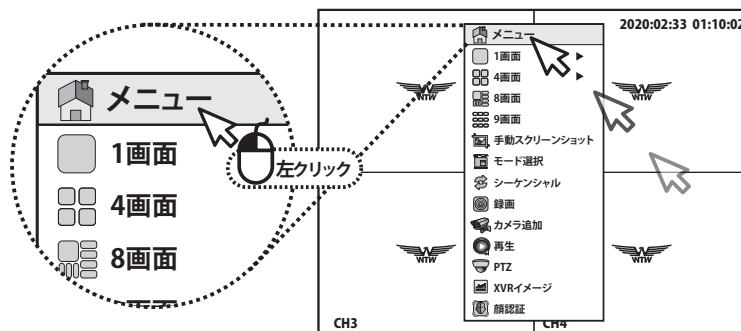 2020:02:33 01:10:02
メニュー
1画面
4画面
8画面
9画面
手動スクリーンショット
モード選択
シーケンシャル
録画
カメラ追加
再生
PTZ
XVRイメージ
顔認証
メニュー
左クリック
1画面
4画面
8画面
WTW
WTW
WTW
WTW
CH3
CH4